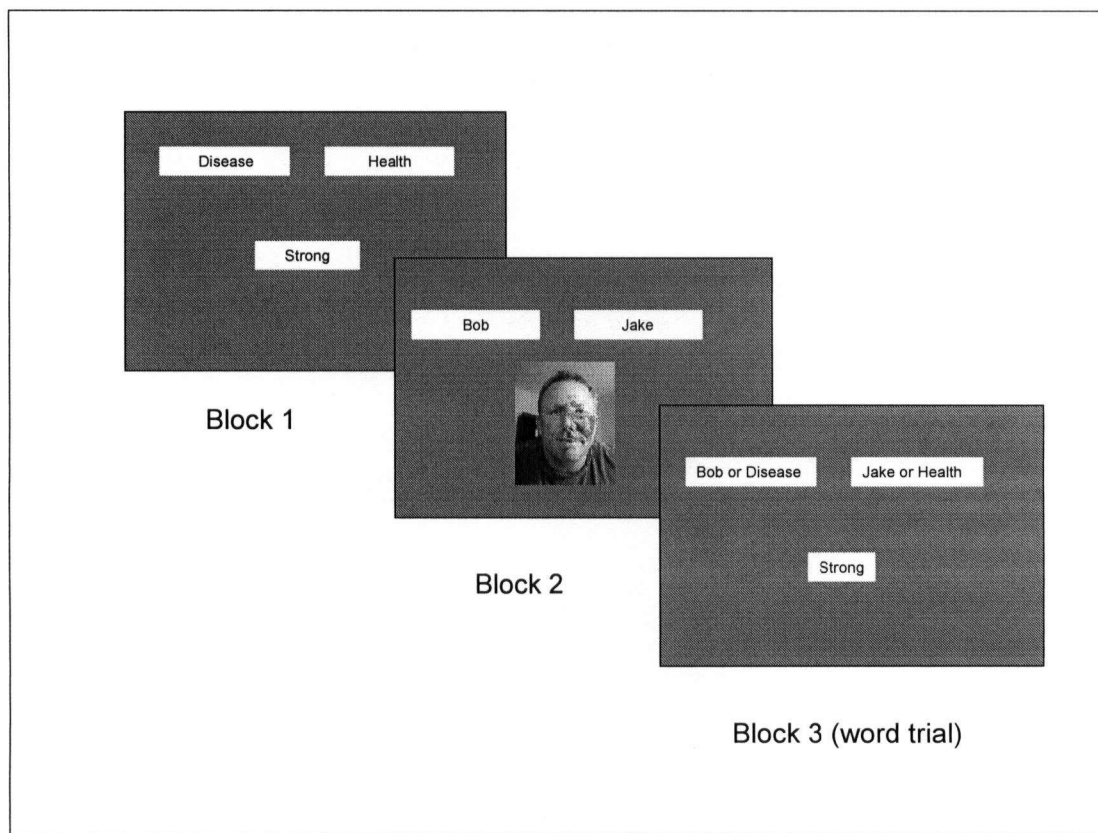 Disease Health
Strong
Block 1
Bob Jake
Block 2
Bob or Disease Jake or Health
Strong
Block 3 (word trial)